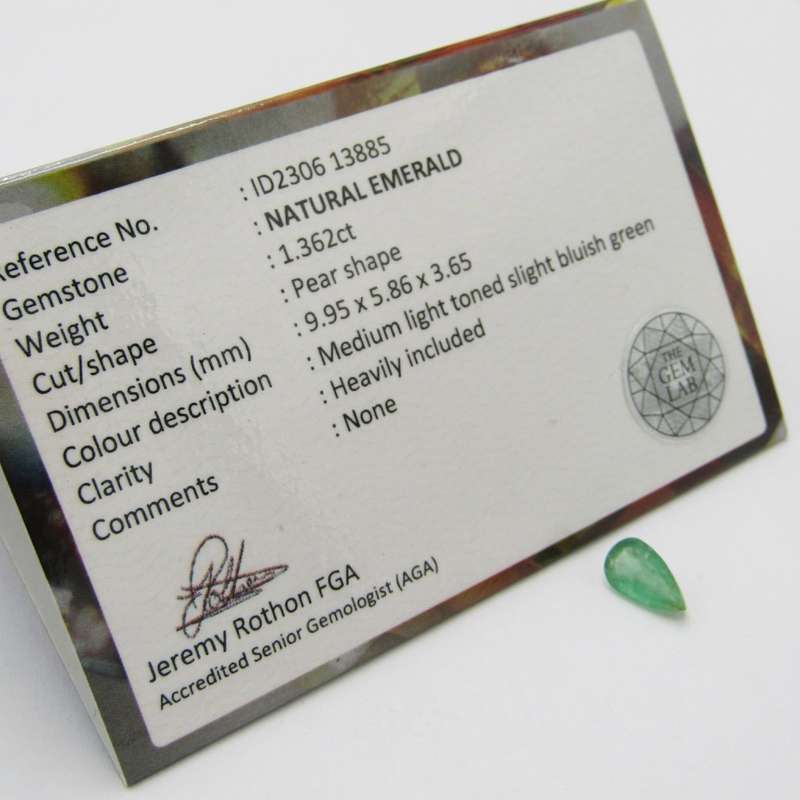 Reference No. : ID2306 13885
Gemstone : NATURAL EMERALD
Weight : 1.362ct
Cut/shape : Pear shape
Dimensions (mm) : 9.95 x 5.86 x 3.65
Colour description : Medium light toned slight bluish green
Clarity : Heavily included
Comments : None
THE
GEM
LAB
Jeremy Rothon FGA
Accredited Senior Gemologist (AGA)